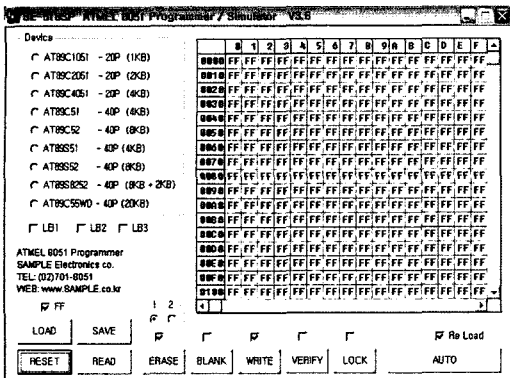 SE-8185P ATMEL 8051 Programmer / Simulator V3.6
Device
AT89C1051 - 20P (1KB)
AT89C2051 - 20P (2KB)
AT89C4051 - 20P (4KB)
AT89C51 - 40P (4KB)
AT89C52 - 40P (8KB)
AT89S51 - 40P (4KB)
AT89S52 - 40P (8KB)
AT89S8252 - 40P (8KB + 2KB)
AT89C55WD - 40P (20KB)
LB1 LB2 LB3
ATMEL 8051 Programmer
SAMPLE Electronics co.
TEL: (02)701-8051
WEB: www.SAMPLE.co.kr
FF
LOAD SAVE
RESET READ
0 1 2 3 4 5 6 7 8 9 A B C D E F
0000 FF FF FF FF FF FF FF FF FF FF FF FF FF FF FF FF
0010 FF FF FF FF FF FF FF FF FF FF FF FF FF FF FF FF
0020 FF FF FF FF FF FF FF FF FF FF FF FF FF FF FF FF
0030 FF FF FF FF FF FF FF FF FF FF FF FF FF FF FF FF
0040 FF FF FF FF FF FF FF FF FF FF FF FF FF FF FF FF
0050 FF FF FF FF FF FF FF FF FF FF FF FF FF FF FF FF
0060 FF FF FF FF FF FF FF FF FF FF FF FF FF FF FF FF
0070 FF FF FF FF FF FF FF FF FF FF FF FF FF FF FF FF
0080 FF FF FF FF FF FF FF FF FF FF FF FF FF FF FF FF
0090 FF FF FF FF FF FF FF FF FF FF FF FF FF FF FF FF
00A0 FF FF FF FF FF FF FF FF FF FF FF FF FF FF FF FF
00B0 FF FF FF FF FF FF FF FF FF FF FF FF FF FF FF FF
00C0 FF FF FF FF FF FF FF FF FF FF FF FF FF FF FF FF
00D0 FF FF FF FF FF FF FF FF FF FF FF FF FF FF FF FF
00E0 FF FF FF FF FF FF FF FF FF FF FF FF FF FF FF FF
00F0 FF FF FF FF FF FF FF FF FF FF FF FF FF FF FF FF
0100 FF FF FF FF FF FF FF FF FF FF FF FF FF FF FF FF
1 2
Re Load
ERASE BLANK WRITE VERIFY LOCK AUTO